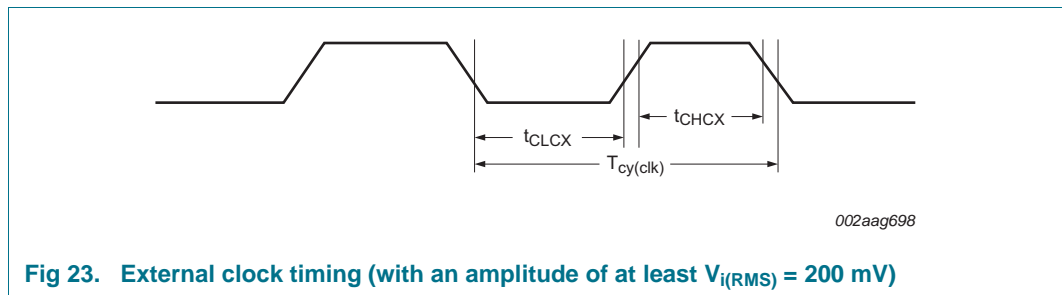 tCLCX
tCHCX
Tcy(clk)
002aag698
Fig 23. External clock timing (with an amplitude of at least Vi(RMS) = 200 mV)